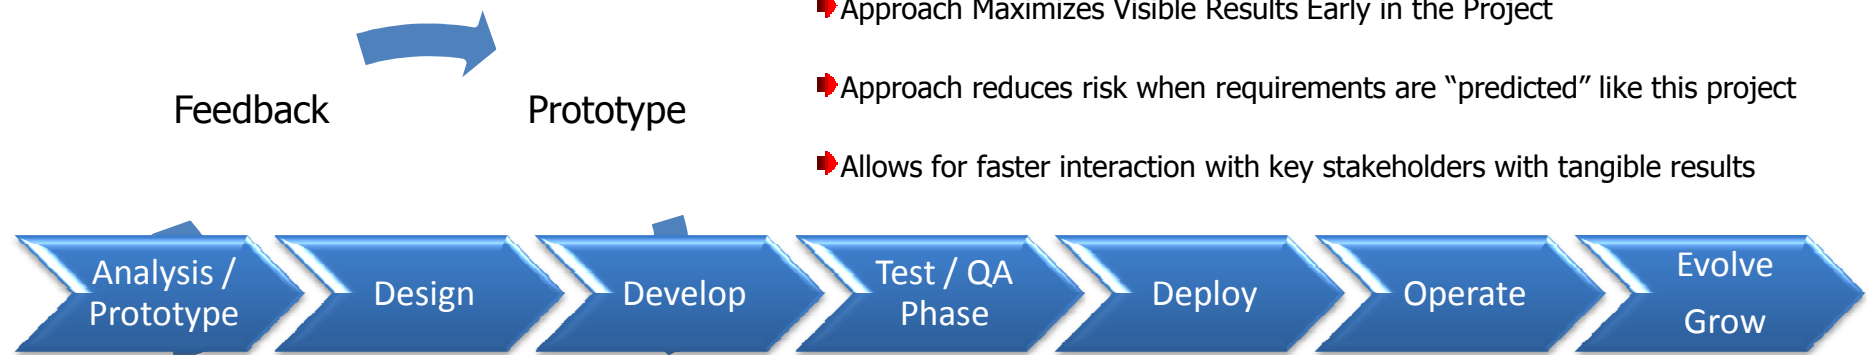 Approach Maximizes Visible Results Early in the Project
Feedback
Prototype
Approach reduces risk when requirements are “predicted” like this project
Allows for faster interaction with key stakeholders with tangible results
Analysis /
Prototype
Design
Develop
Test / QA
Phase
Deploy
Operate
Evolve
Grow